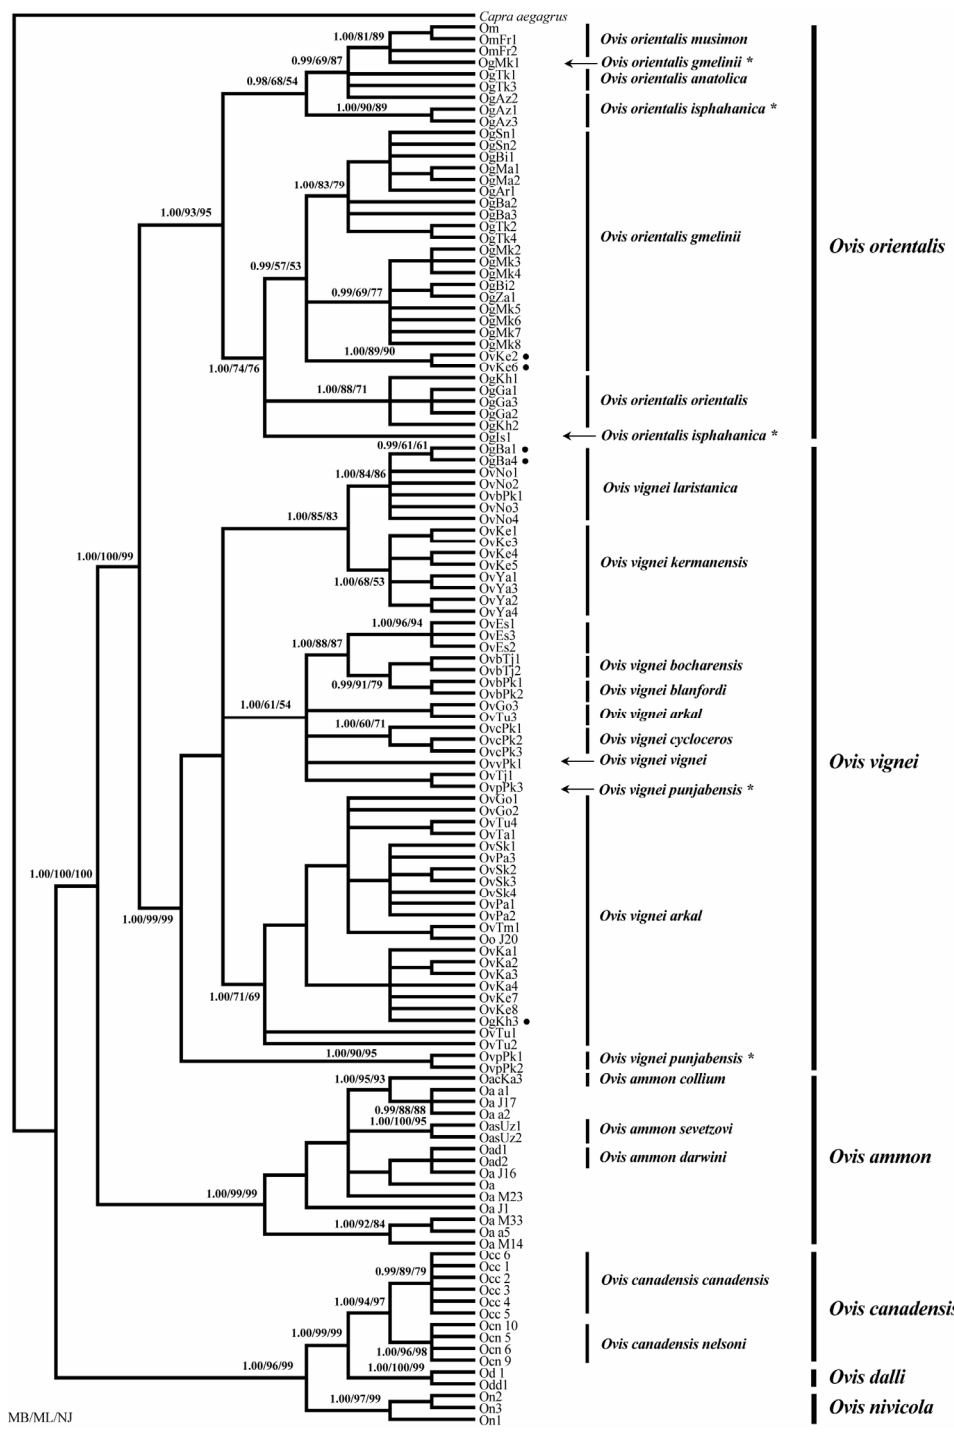 Capra aegagrus
Om
1.00/81/89
OmFr1
Ovis orientalis musimon
OmFr2
0.99/69/87
OgMk1
Ovis orientalis gmelinii *
0.98/68/54
OgTk1
Ovis orientalis anatolica
OgTk3
OgAz2
1.00/90/89
OgAz1
Ovis orientalis isphahanica *
OgAz3
OgSn1
OgSn2
OgBi1
OgMa1
1.00/83/79
OgMa2
OgAr1
OgBa2
1.00/93/95
OgBa3
OgTk2
OgTk4
Ovis orientalis gmelinii
Ovis orientalis
OgMk2
0.99/57/53
OgMk3
OgMk4
OgBi2
0.99/69/77
OgZa1
OgMk5
OgMk6
OgMk7
OgMk8
1.00/89/90
OvKe2 •
1.00/74/76
OvKe6 •
OgKh1
1.00/88/71
OgGa1
OgGa3
Ovis orientalis orientalis
OgGa2
OgKh2
OgIs1
Ovis orientalis isphahanica *
0.99/61/61
OgBa1 •
OgBa4 •
1.00/84/86
OvNo1
OvNo2
Ovis vignei laristanica
OvbPk1
OvNo3
1.00/85/83
OvNo4
OvKe1
OvKe3
1.00/100/99
OvKe4
OvKe5
Ovis vignei kermanensis
1.00/68/53
OvYa1
OvYa3
OvYa2
OvYa4
1.00/96/94
OvEs1
OvEs3
1.00/88/87
OvEs2
OvbTj1
Ovis vignei bocharensis
OvbTj2
0.99/91/79
OvbPk1
Ovis vignei blanfordi
OvbPk2
1.00/61/54
OvGo3
Ovis vignei arkal
OvTu3
1.00/60/71
OvcPk1
OvcPk2
Ovis vignei cycloceros
OvcPk3
OvvPk1
Ovis vignei vignei
Ovis vignei
OvTj1
OvpPk3
Ovis vignei punjabensis *
OvGo1
OvGo2
OvTu4
OvTa1
OvSk1
OvPa3
OvSk2
1.00/100/100
OvSk3
OvSk4
OvPa1
1.00/99/99
OvPa2
Ovis vignei arkal
OvTm1
Oo J20
OvKa1
OvKa2
OvKa3
1.00/71/69
OvKa4
OvKe7
OvKe8
OgKh3 •
OvTu1
OvTu2
1.00/90/95
OvpPk1
Ovis vignei punjabensis *
OvpPk2
1.00/95/93
OacKa3
Ovis ammon collium
Oa a1
Oa J17
0.99/88/88
Oa a2
1.00/100/95
OasUz1
Ovis ammon sevetzovi
OasUz2
Oad1
Oad2
Ovis ammon darwini
Ovis ammon
Oa J16
Oa
1.00/99/99
Oa M23
Oa J1
1.00/92/84
Oa M33
Oa a5
Oa M14
Occ 6
0.99/89/79
Occ 1
Occ 2
Ovis canadensis canadensis
Occ 3
1.00/94/97
Occ 4
Occ 5
Ovis canadensis
Ocn 10
1.00/99/99
Ocn 5
Ovis canadensis nelsoni
1.00/96/98
Ocn 6
1.00/96/99
Ocn 9
1.00/100/99
Od 1
Ovis dalli
Odd1
1.00/97/99
On2
On3
Ovis nivicola
On1
MB/ML/NJ